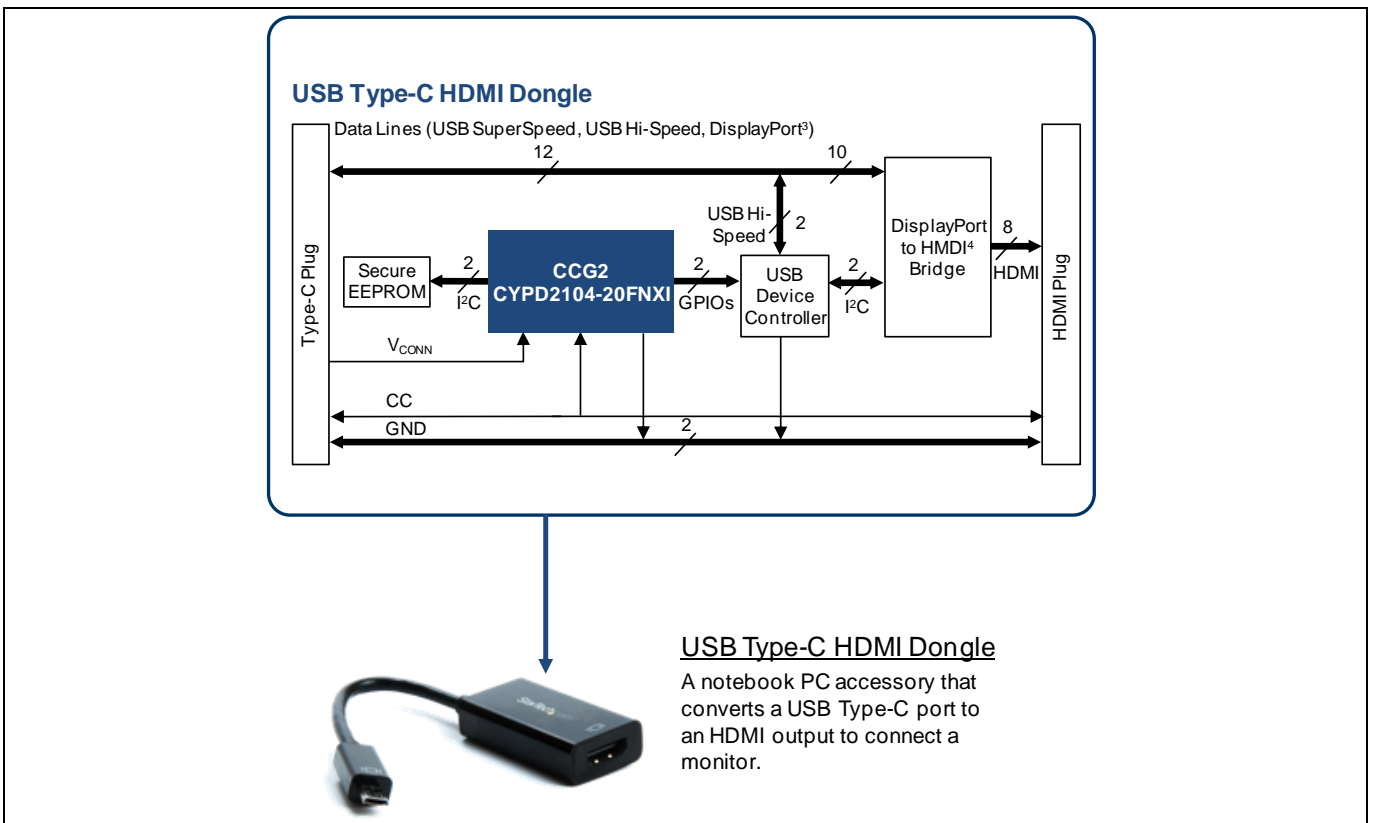 USB Type-C HDMI Dongle
Data Lines (USB SuperSpeed, USB Hi-Speed, DisplayPort³)
12
10
USB Hi-
Speed
2
DisplayPort
to HMDI⁴
Bridge
8
HDMI
Type-C Plug
Secure
EEPROM
2
I²C
CCG2
CYPD2104-20FNXI
2
GPIOs
USB
Device
Controller
2
I²C
HDMI Plug
VCONN
CC
GND
2
USB Type-C HDMI Dongle
A notebook PC accessory that
converts a USB Type-C port to
an HDMI output to connect a
monitor.
StarTech.com